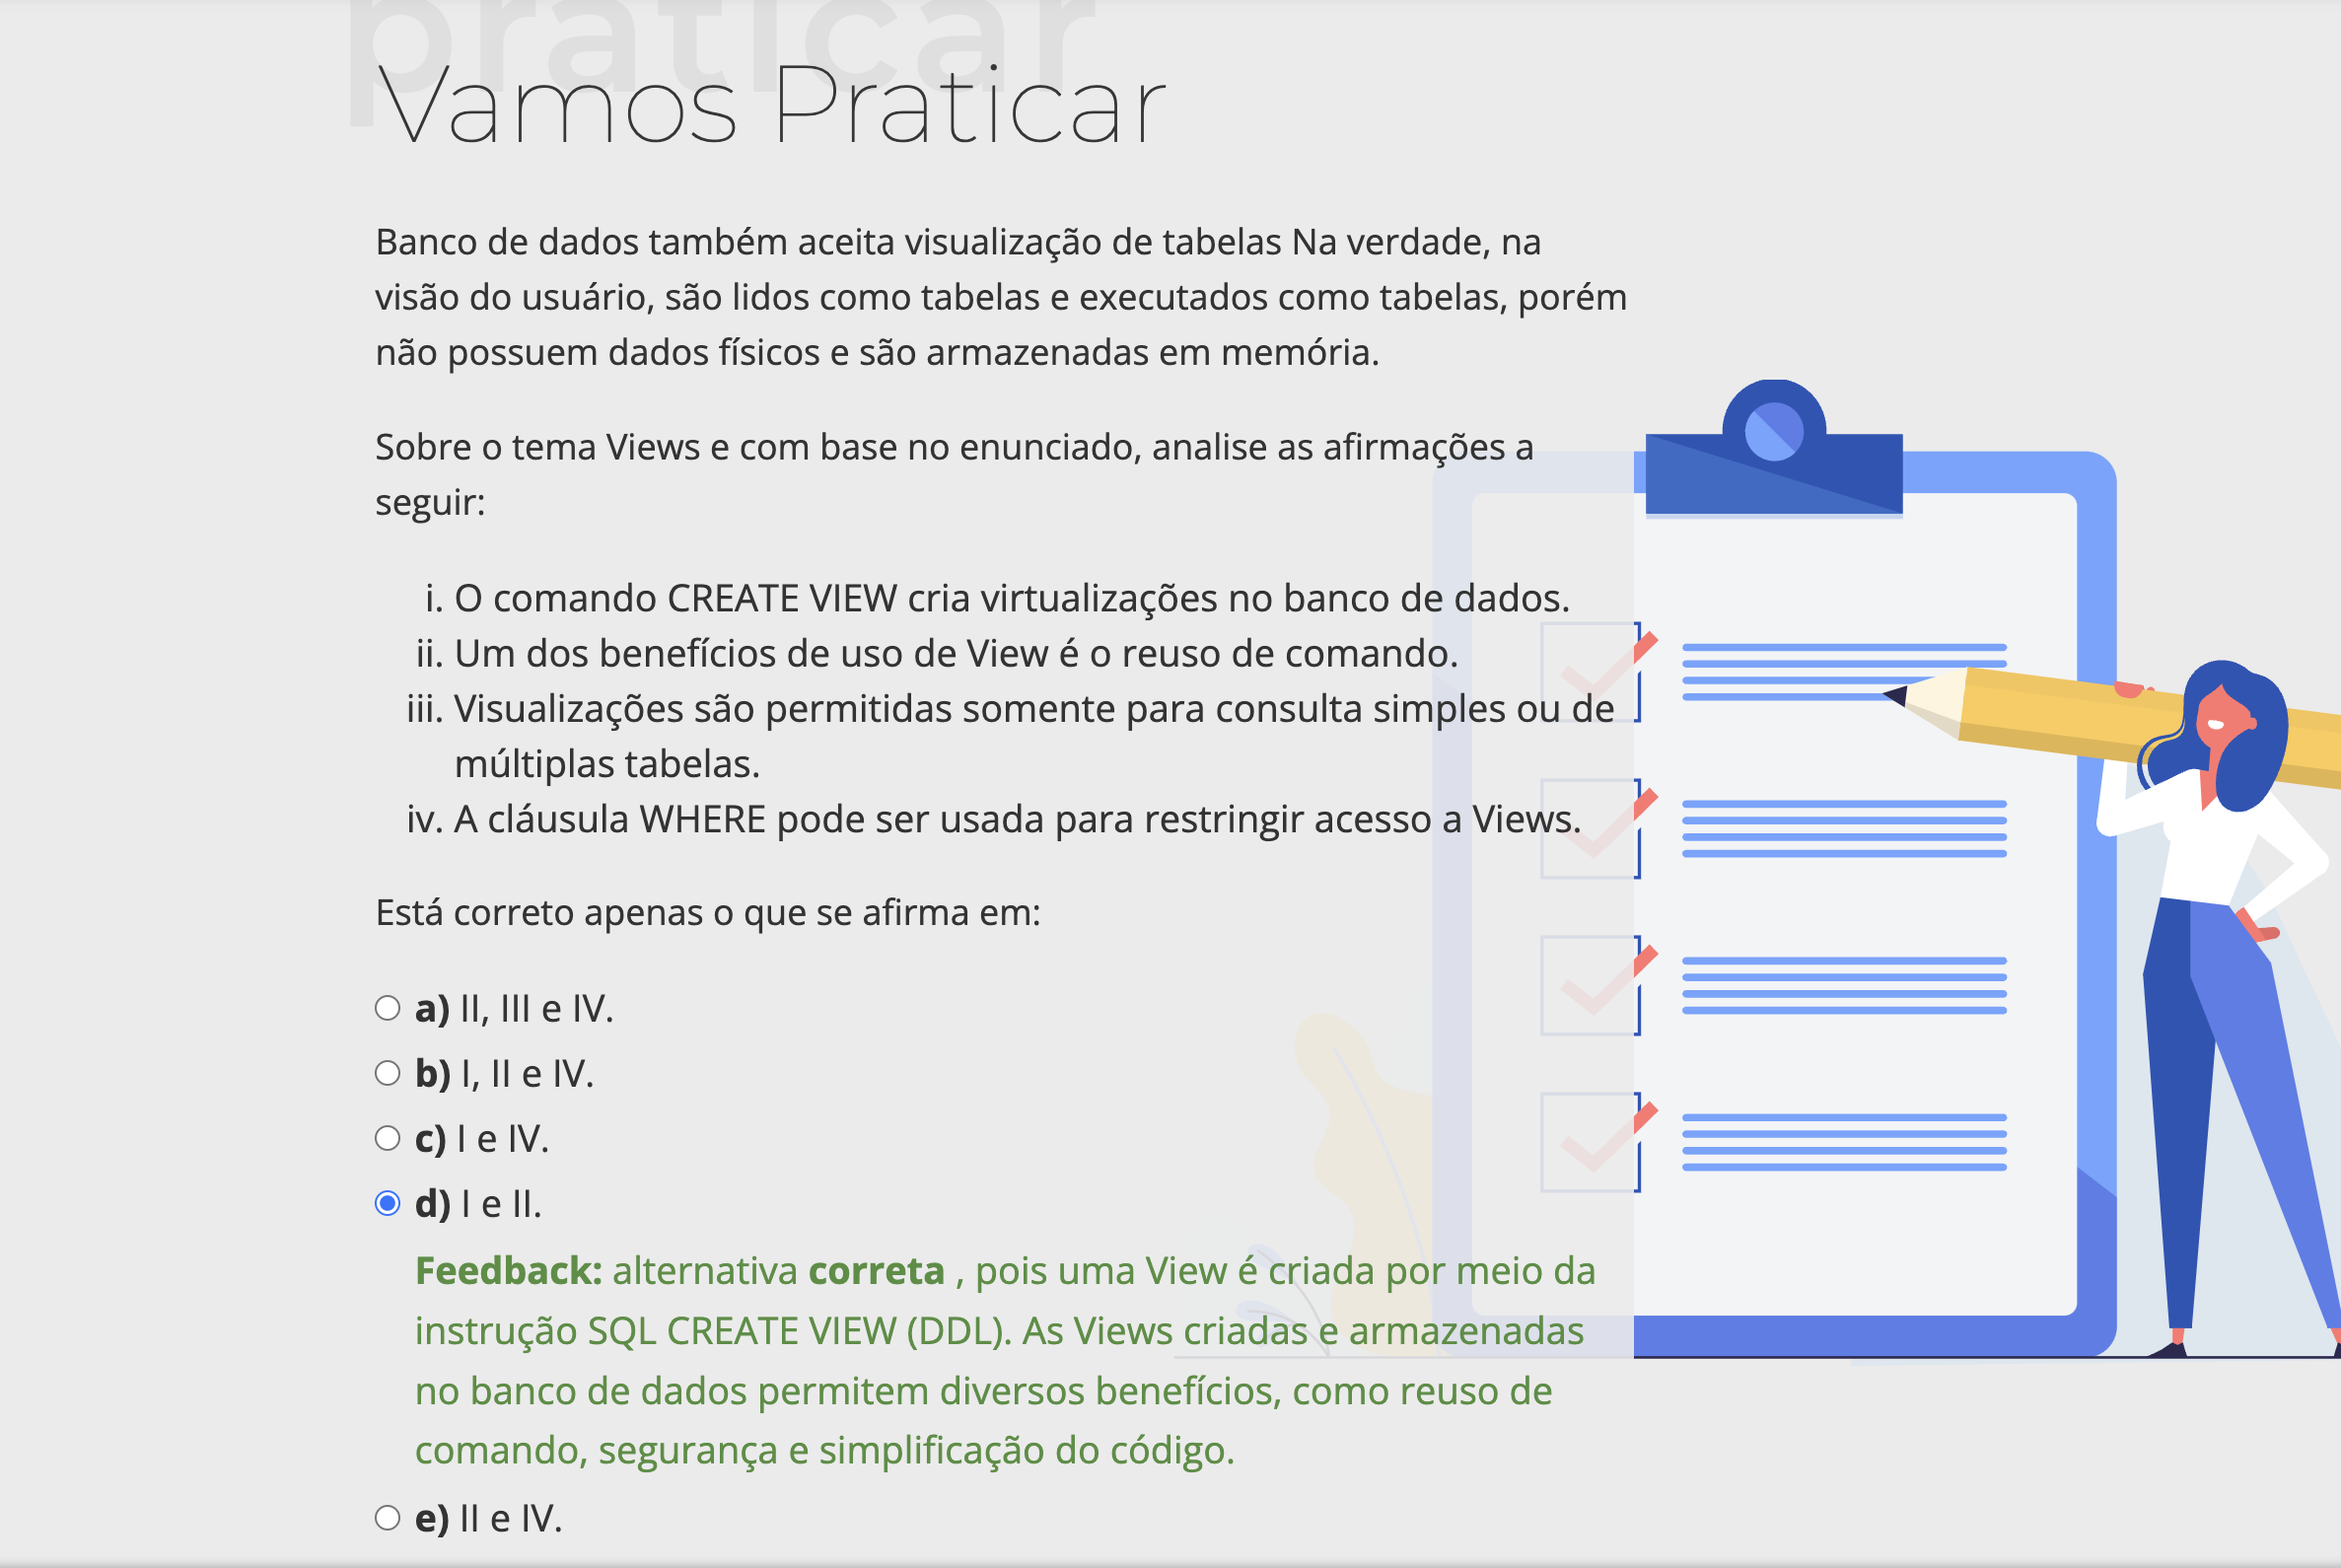 praticar
Vamos Praticar
Banco de dados também aceita visualização de tabelas Na verdade, na
visão do usuário, são lidos como tabelas e executados como tabelas, porém
não possuem dados físicos e são armazenadas em memória.
Sobre o tema Views e com base no enunciado, analise as afirmações a
seguir:
i. O comando CREATE VIEW cria virtualizações no banco de dados.
ii. Um dos benefícios de uso de View é o reuso de comando.
iii. Visualizações são permitidas somente para consulta simples ou de
múltiplas tabelas.
iv. A cláusula WHERE pode ser usada para restringir acesso a Views.
Está correto apenas o que se afirma em:
a) II, III e IV.
b) I, II e IV.
c) I e IV.
d) I e II.
Feedback: alternativa correta , pois uma View é criada por meio da
instrução SQL CREATE VIEW (DDL). As Views criadas e armazenadas
no banco de dados permitem diversos benefícios, como reuso de
comando, segurança e simplificação do código.
e) II e IV.